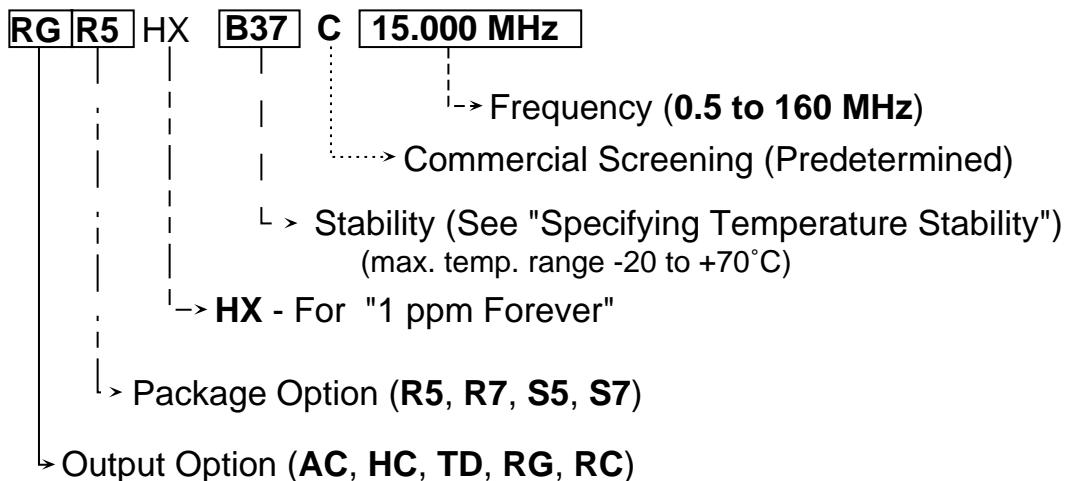 RG R5 HX B37 C 15.000 MHz
Frequency (0.5 to 160 MHz)
Commercial Screening (Predetermined)
Stability (See "Specifying Temperature Stability")
(max. temp. range -20 to +70˚C)
HX - For "1 ppm Forever"
Package Option (R5, R7, S5, S7)
Output Option (AC, HC, TD, RG, RC)